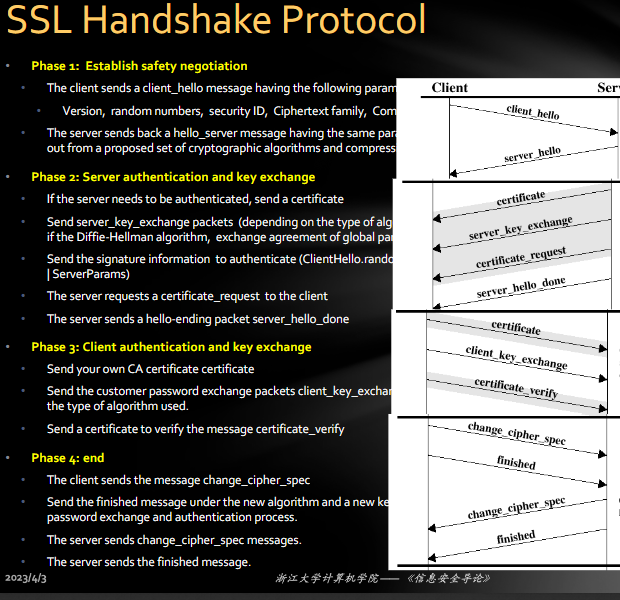 SSL Handshake Protocol
Phase 1: Establish safety negotiation
The client sends a client_hello message having the following param
Version, random numbers, security ID, Ciphertext family, Com
The server sends back a hello_server message having the same para
out from a proposed set of cryptographic algorithms and compress
Phase 2: Server authentication and key exchange
If the server needs to be authenticated, send a certificate
Send server_key_exchange packets (depending on the type of alg
if the Diffie-Hellman algorithm, exchange agreement of global par
Send the signature information to authenticate (ClientHello.rando
| ServerParams)
The server requests a certificate_request to the client
The server sends a hello-ending packet server_hello_done
Phase 3: Client authentication and key exchange
Send your own CA certificate certificate
Send the customer password exchange packets client_key_exchan
the type of algorithm used.
Send a certificate to verify the message certificate_verify
Phase 4: end
The client sends the message change_cipher_spec
Send the finished message under the new algorithm and a new ke
password exchange and authentication process.
The server sends change_cipher_spec messages.
The server sends the finished message.
Client
Ser
client_hello
server_hello
certificate
server_key_exchange
certificate_request
server_hello_done
certificate
client_key_exchange
certificate_verify
change_cipher_spec
finished
change_cipher_spec
finished
2023/4/3
浙江大学计算机学院——《信息安全导论》